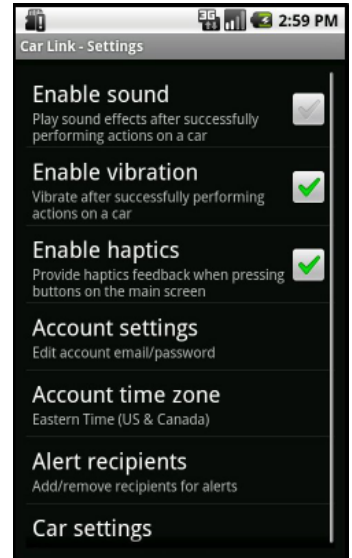 3G 2:59 PM
Car Link - Settings
Enable sound
Play sound effects after successfully
performing actions on a car
Enable vibration
Vibrate after successfully performing
actions on a car
Enable haptics
Provide haptics feedback when pressing
buttons on the main screen
Account settings
Edit account email/password
Account time zone
Eastern Time (US & Canada)
Alert recipients
Add/remove recipients for alerts
Car settings